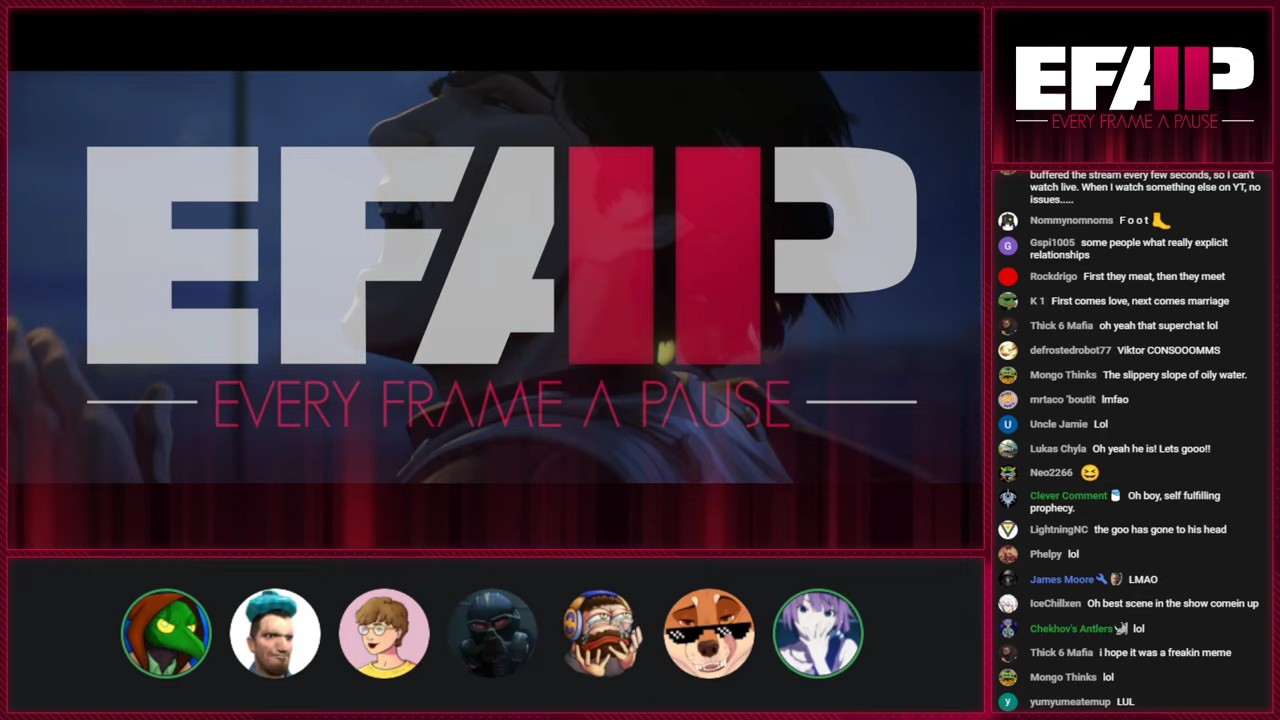 EFAP
EVERY FRAME A PAUSE
EFAP
EVERY FRAME A PAUSE
buffered the stream every few seconds, so I can't
watch live. When I watch something else on YT, no
issues.....
Nommynomnoms F o o t
G Gspi1005 some people what really explicit
relationships
Rockdrigo First they meat, then they meet
K 1 First comes love, next comes marriage
Thick 6 Mafia oh yeah that superchat lol
defrostedrobot77 Viktor CONSOOOMMS
Mongo Thinks The slippery slope of oily water.
mrtaco 'boutit lmfao
U Uncle Jamie Lol
Lukas Chyla Oh yeah he is! Lets gooo!!
Neo2266
Clever Comment Oh boy, self fulfilling
prophecy.
LightningNC the goo has gone to his head
Phelpy lol
James Moore LMAO
IceChillxen Oh best scene in the show comein up
Chekhov's Antlers lol
Thick 6 Mafia i hope it was a freakin meme
Mongo Thinks lol
y yumyumeatemup LUL